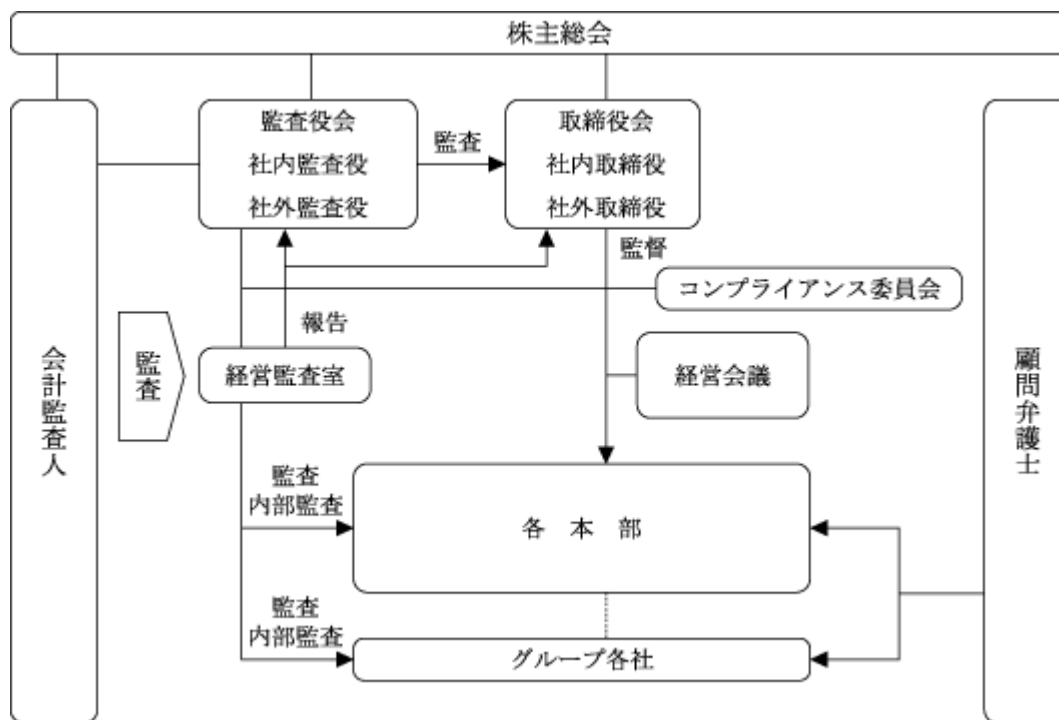 株主総会
監査役会
社内監査役
社外監査役
監査
取締役会
社内取締役
社外取締役
監督
コンプライアンス委員会
報告
会計監査人
監査
経営監査室
経営会議
顧問弁護士
監査
内部監査
各本部
監査
内部監査
グループ各社